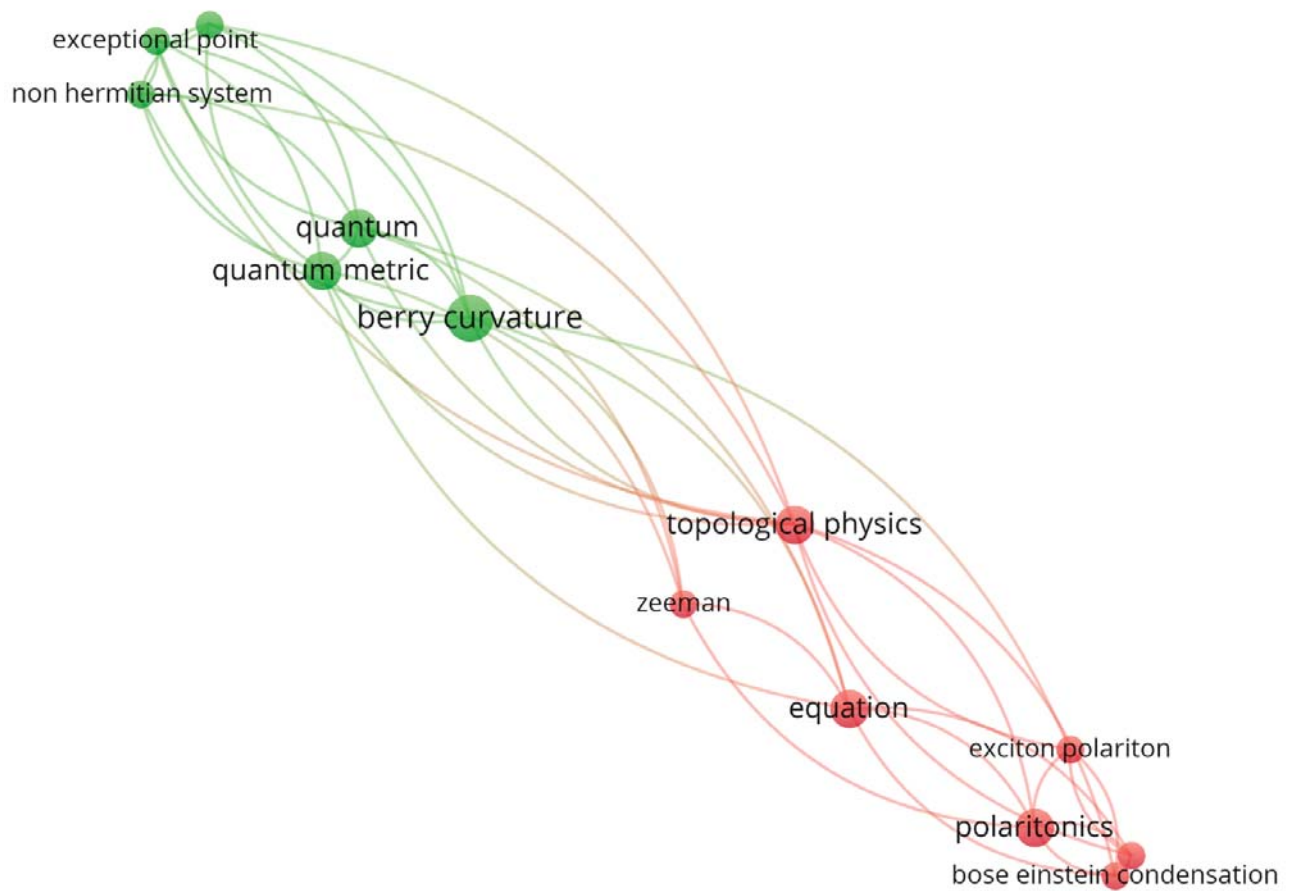 exceptional point
non hermitian system
quantum
quantum metric
berry curvature
topological physics
zeeman
equation
exciton polariton
polaritonics
bose einstein condensation